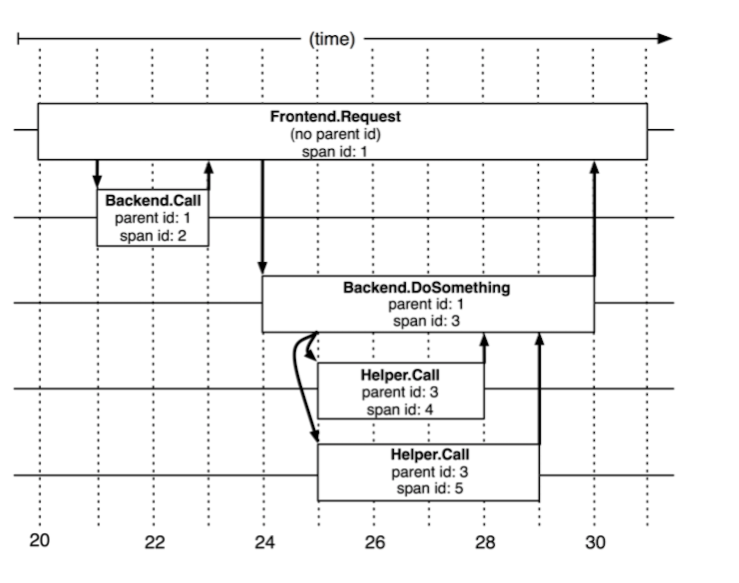 (time)
Frontend.Request
(no parent id)
span id: 1
Backend.Call
parent id: 1
span id: 2
Backend.DoSomething
parent id: 1
span id: 3
Helper.Call
parent id: 3
span id: 4
Helper.Call
parent id: 3
span id: 5
20 22 24 26 28 30